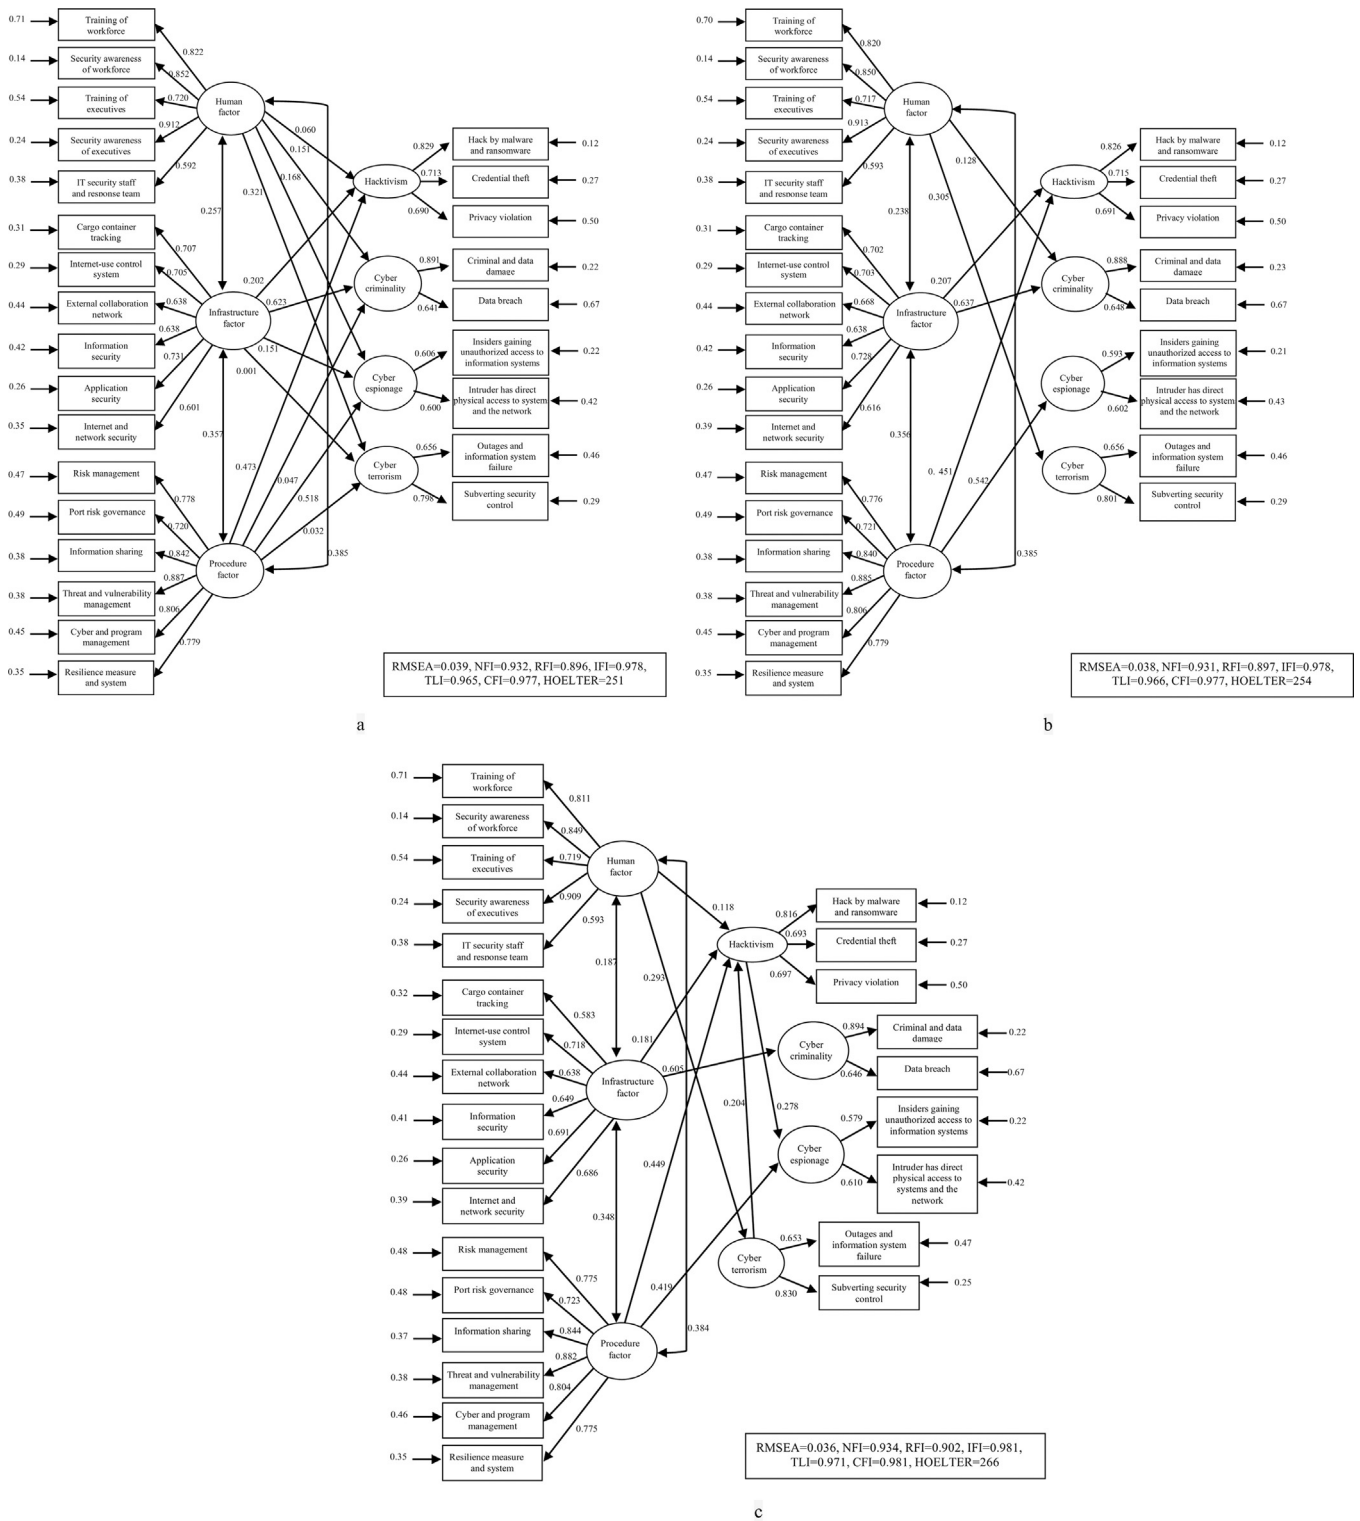 0.71
Training of
workforce
0.822
0.14
Security awareness
of workforce
0.852
0.54
Training of
executives
0.720
0.24
Security awareness
of executives
0.912
0.38
IT security staff
and response team
0.592
Human
factor
0.060
0.151
0.168
0.321
0.257
0.31
Cargo container
tracking
0.707
0.29
Internet-use control
system
0.705
0.44
External collaboration
network
0.638
0.42
Information
security
0.638
0.26
Application
security
0.731
0.35
Internet and
network security
0.601
Infrastructure
factor
0.202
0.623
0.151
0.001
0.357
0.47
Risk management
0.778
0.49
Port risk governance
0.720
0.38
Information sharing
0.842
0.38
Threat and vulnerability
management
0.887
0.45
Cyber and program
management
0.806
0.35
Resilience measure
and system
0.779
Procedure
factor
0.473
0.047
0.518
0.032
0.385
Hacktivism
0.829
Hack by malware
and ransomware
0.12
0.713
Credential theft
0.27
0.690
Privacy violation
0.50
Cyber
criminality
0.891
Criminal and data
damage
0.22
0.641
Data breach
0.67
Cyber
espionage
0.606
Insiders gaining
unauthorized access to
information systems
0.22
0.600
Intruder has direct
physical access to system
and the network
0.42
Cyber
terrorism
0.656
Outages and
information system
failure
0.46
0.798
Subverting security
control
0.29
RMSEA=0.039, NFI=0.932, RFI=0.896, IFI=0.978,
TLI=0.965, CFI=0.977, HOELTER=251
a
0.70
Training of
workforce
0.820
0.14
Security awareness
of workforce
0.850
0.54
Training of
executives
0.717
0.24
Security awareness
of executives
0.913
0.38
IT security staff
and response team
0.593
Human
factor
0.128
0.305
0.238
0.31
Cargo container
tracking
0.702
0.29
Internet-use control
system
0.703
0.44
External collaboration
network
0.668
0.42
Information
security
0.638
0.26
Application
security
0.728
0.39
Internet and
network security
0.616
Infrastructure
factor
0.207
0.637
0.356
0.47
Risk management
0.776
0.49
Port risk governance
0.721
0.38
Information sharing
0.840
0.38
Threat and vulnerability
management
0.885
0.45
Cyber and program
management
0.806
0.35
Resilience measure
and system
0.779
Procedure
factor
0. 451
0.542
0.385
Hacktivism
0.826
Hack by malware
and ransomware
0.12
0.715
Credential theft
0.27
0.691
Privacy violation
0.50
Cyber
criminality
0.888
Criminal and data
damage
0.23
0.648
Data breach
0.67
Cyber
espionage
0.593
Insiders gaining
unauthorized access to
information systems
0.21
0.602
Intruder has direct
physical access to system
and the network
0.43
Cyber
terrorism
0.656
Outages and
information system
failure
0.46
0.801
Subverting security
control
0.29
RMSEA=0.038, NFI=0.931, RFI=0.897, IFI=0.978,
TLI=0.966, CFI=0.977, HOELTER=254
b
0.71
Training of
workforce
0.811
0.14
Security awareness
of workforce
0.849
0.54
Training of
executives
0.719
0.24
Security awareness
of executives
0.909
0.38
IT security staff
and response team
0.593
Human
factor
0.118
0.293
0.187
0.32
Cargo container
tracking
0.583
0.29
Internet-use control
system
0.718
0.44
External collaboration
network
0.638
0.41
Information
security
0.649
0.26
Application
security
0.691
0.39
Internet and
network security
0.686
Infrastructure
factor
0.181
0.605
0.348
0.48
Risk management
0.775
0.48
Port risk governance
0.723
0.37
Information sharing
0.844
0.38
Threat and vulnerability
management
0.882
0.46
Cyber and program
management
0.804
0.35
Resilience measure
and system
0.775
Procedure
factor
0.449
0.419
0.384
0.204
0.278
Hacktivism
0.816
Hack by malware
and ransomware
0.12
0.693
Credential theft
0.27
0.697
Privacy violation
0.50
Cyber
criminality
0.894
Criminal and data
damage
0.22
0.646
Data breach
0.67
Cyber
espionage
0.579
Insiders gaining
unauthorized access to
information systems
0.22
0.610
Intruder has direct
physical access to
systems and the
network
0.42
Cyber
terrorism
0.653
Outages and
information system
failure
0.47
0.830
Subverting security
control
0.25
RMSEA=0.036, NFI=0.934, RFI=0.902, IFI=0.981,
TLI=0.971, CFI=0.981, HOELTER=266
c